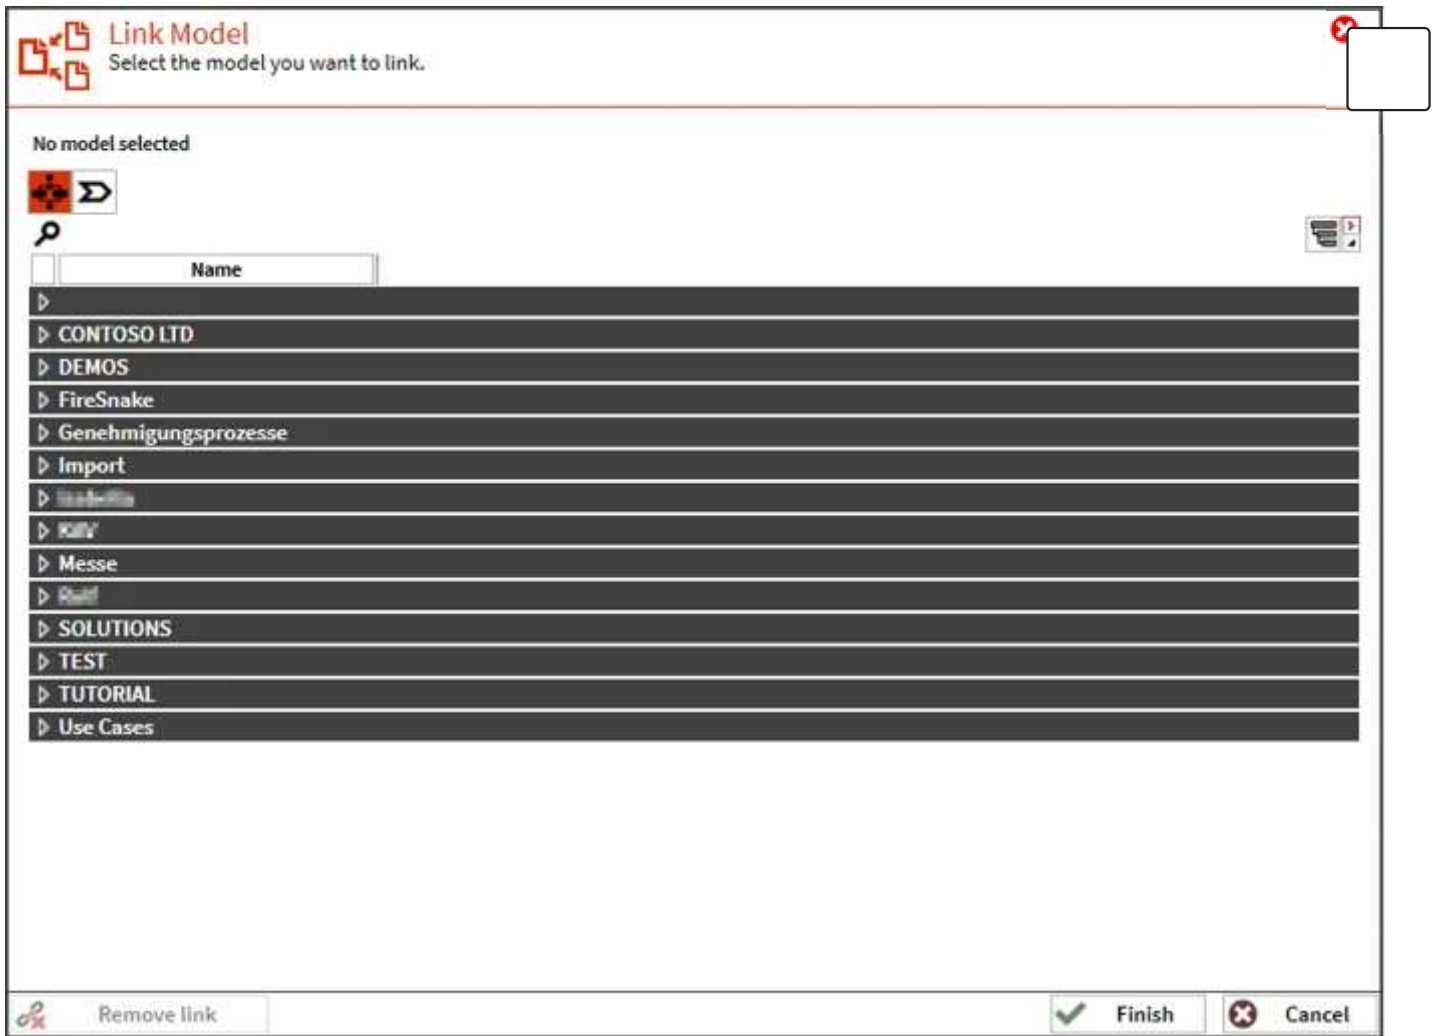 Link Model
Select the model you want to link.
No model selected
Name
CONTOSO LTD
DEMOS
FireSnake
Genehmigungsprozesse
Import
Messe
SOLUTIONS
TEST
TUTORIAL
Use Cases
Remove link
Finish
Cancel